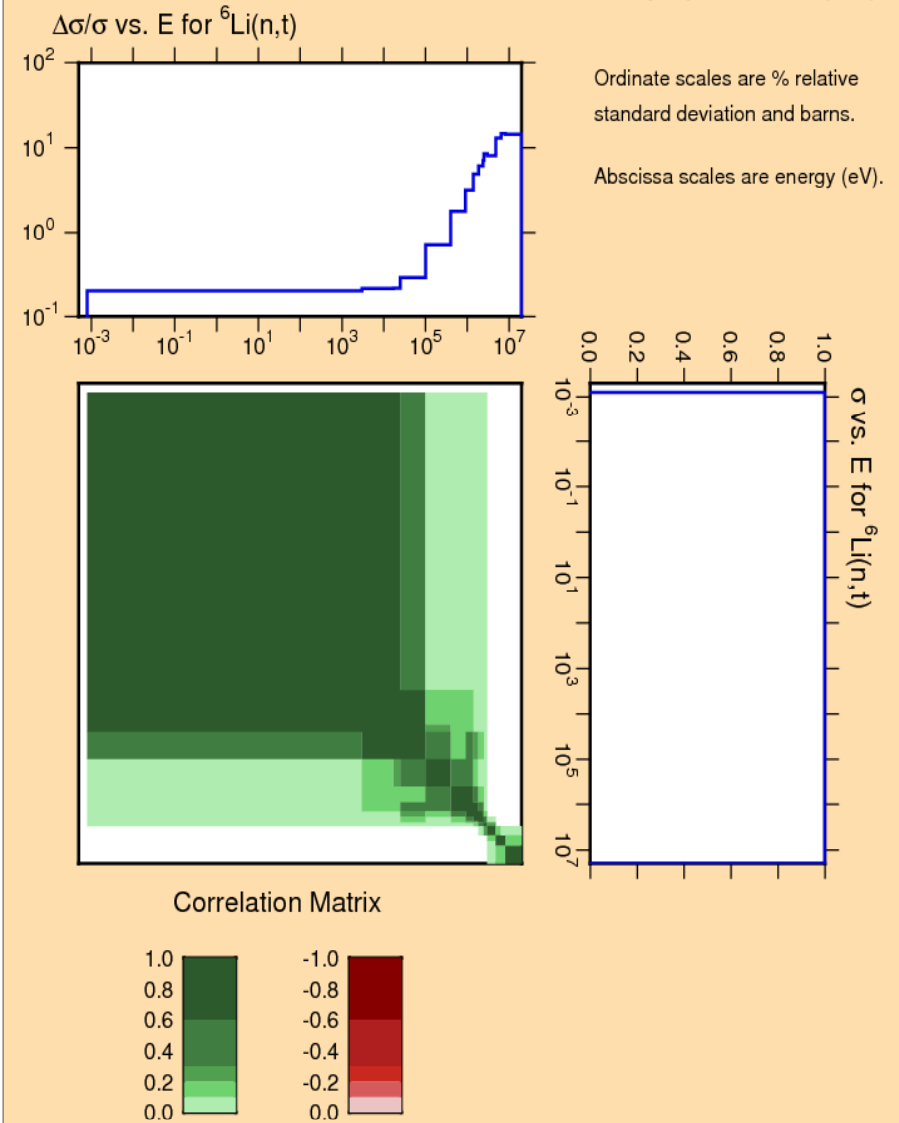 Δσ/σ vs. E for ⁶Li(n,t)
Ordinate scales are % relative
standard deviation and barns.
Abscissa scales are energy (eV).
10²
10¹
10⁰
10⁻¹
10⁻³ 10⁻¹ 10¹ 10³ 10⁵ 10⁷
0.0 0.2 0.4 0.6 0.8 1.0
10⁻³
10⁻¹
10¹
10³
10⁵
10⁷
σ vs. E for ⁶Li(n,t)
Correlation Matrix
1.0
0.8
0.6
0.4
0.2
0.0
-1.0
-0.8
-0.6
-0.4
-0.2
0.0